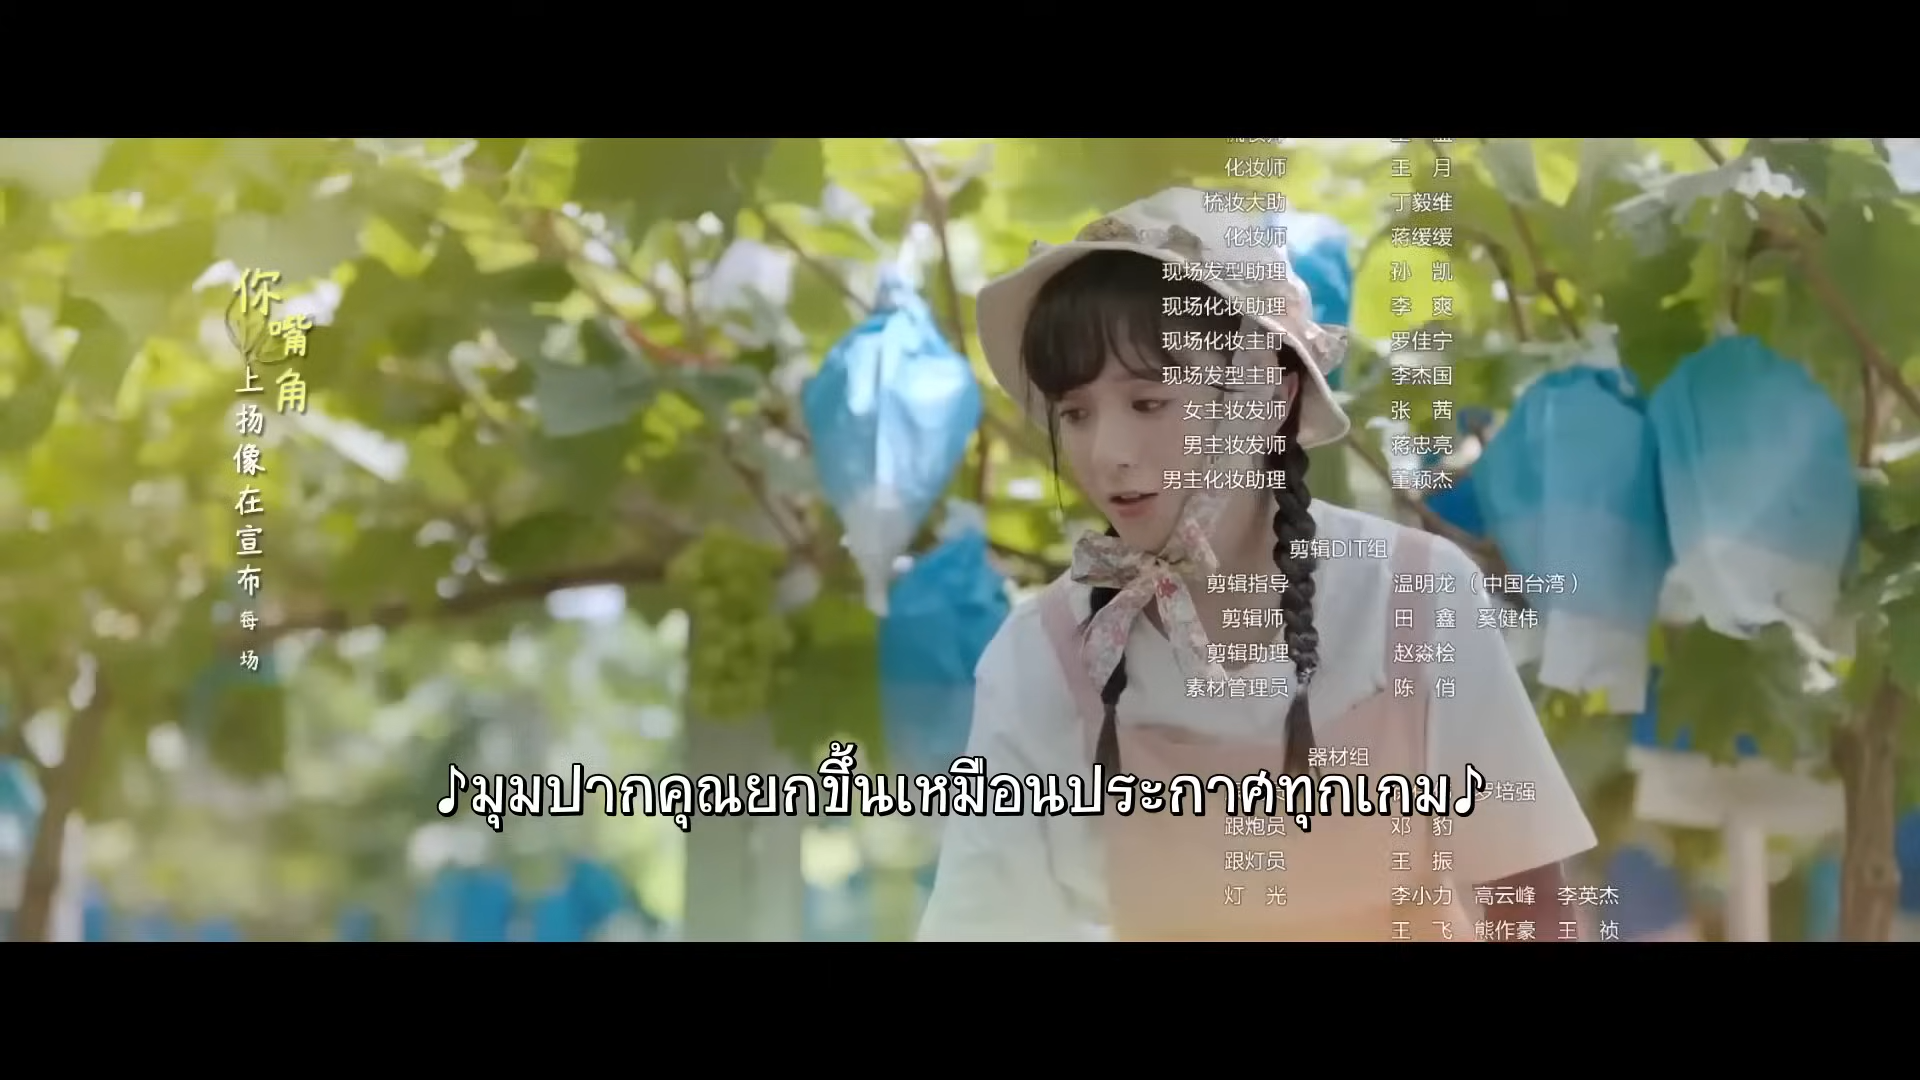 你嘴角
上扬像在宣布每场
化妆师 王 月
梳妆大助 丁毅维
化妆师 蒋缓缓
现场发型助理 孙 凯
现场化妆助理 李 爽
现场化妆主盯 罗佳宁
现场发型主盯 李杰国
女主妆发师 张 茜
男主妆发师 蒋忠亮
男主化妆助理 董颖杰
剪辑DIT组
剪辑指导 温明龙（中国台湾）
剪辑师 田 鑫 奚健伟
剪辑助理 赵淼桧
素材管理员 陈 俏
器材组
罗培强
♪มุมปากคุณยกขึ้นเหมือนประกาศทุกเกม♪
跟炮员 邓 豹
跟灯员 王 振
灯 光 李小力 高云峰 李英杰
王 飞 熊作豪 王 祯